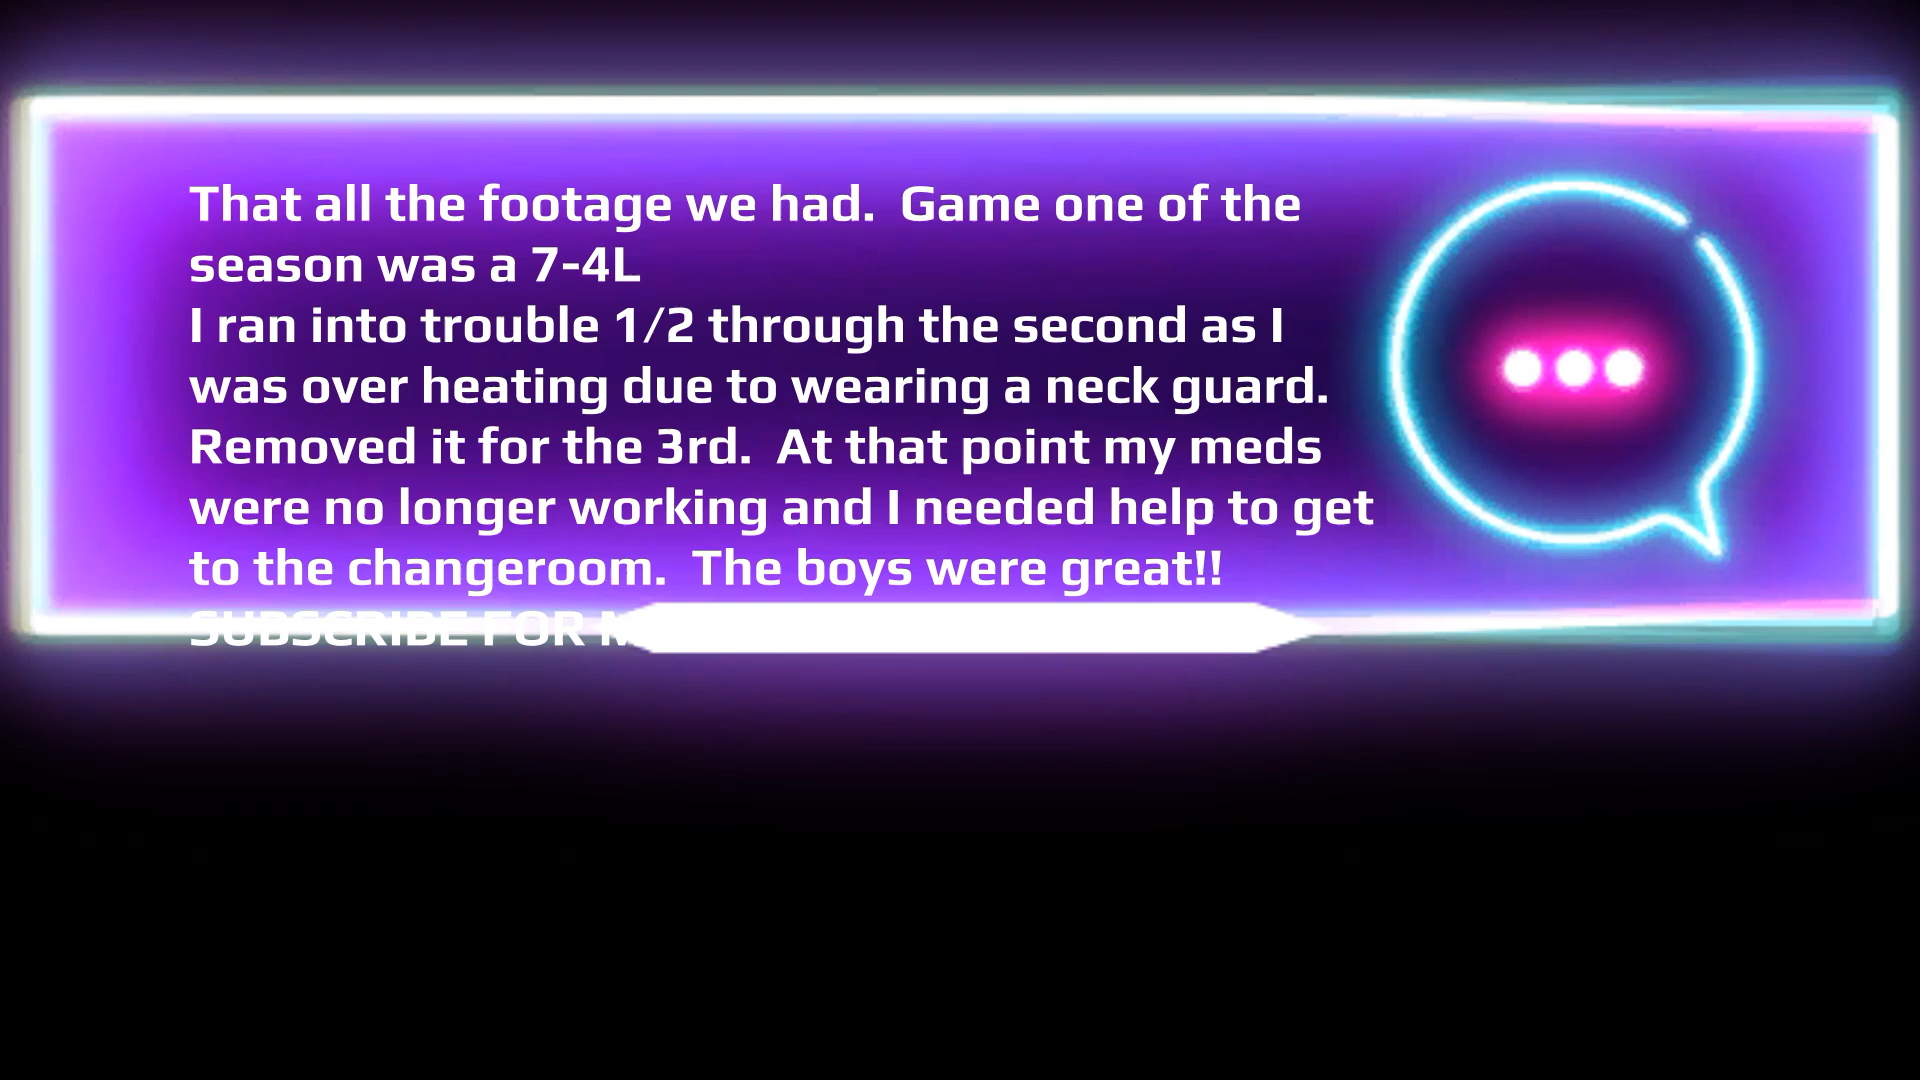 That all the footage we had.  Game one of the
season was a 7-4L
I ran into trouble 1/2 through the second as I
was over heating due to wearing a neck guard.
Removed it for the 3rd.  At that point my meds
were no longer working and I needed help to get
to the changeroom.  The boys were great!!
SUBSCRIBE FOR